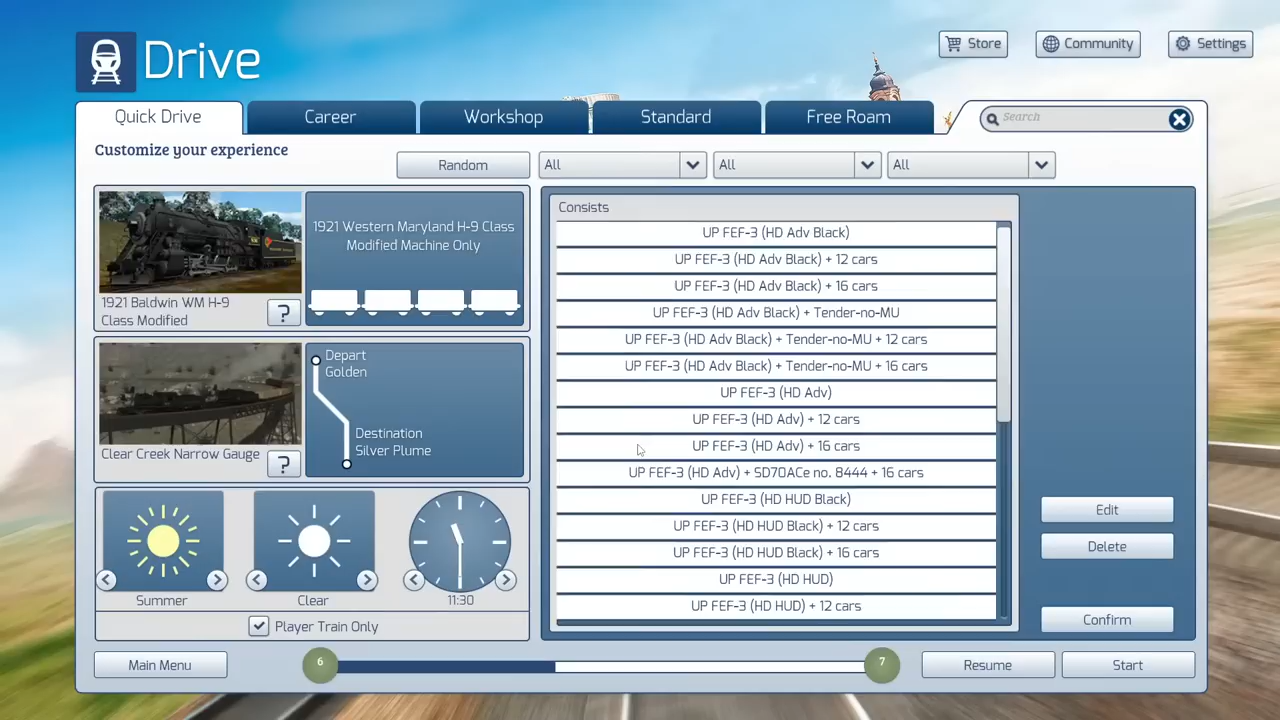 Drive
Store
Community
Settings
Quick Drive
Career
Workshop
Standard
Free Roam
Search
Customize your experience
Random
All
All
All
1921 Western Maryland H-9 Class
Modified Machine Only
1921 Baldwin WM H-9
Class Modified
?
Depart
Golden
Destination
Silver Plume
Clear Creek Narrow Gauge
?
Summer
Clear
11:30
Player Train Only
Consists
UP FEF-3 (HD Adv Black)
UP FEF-3 (HD Adv Black) + 12 cars
UP FEF-3 (HD Adv Black) + 16 cars
UP FEF-3 (HD Adv Black) + Tender-no-MU
UP FEF-3 (HD Adv Black) + Tender-no-MU + 12 cars
UP FEF-3 (HD Adv Black) + Tender-no-MU + 16 cars
UP FEF-3 (HD Adv)
UP FEF-3 (HD Adv) + 12 cars
UP FEF-3 (HD Adv) + 16 cars
UP FEF-3 (HD Adv) + SD70ACe no. 8444 + 16 cars
UP FEF-3 (HD HUD Black)
UP FEF-3 (HD HUD Black) + 12 cars
UP FEF-3 (HD HUD Black) + 16 cars
UP FEF-3 (HD HUD)
UP FEF-3 (HD HUD) + 12 cars
Edit
Delete
Confirm
Main Menu
6
7
Resume
Start